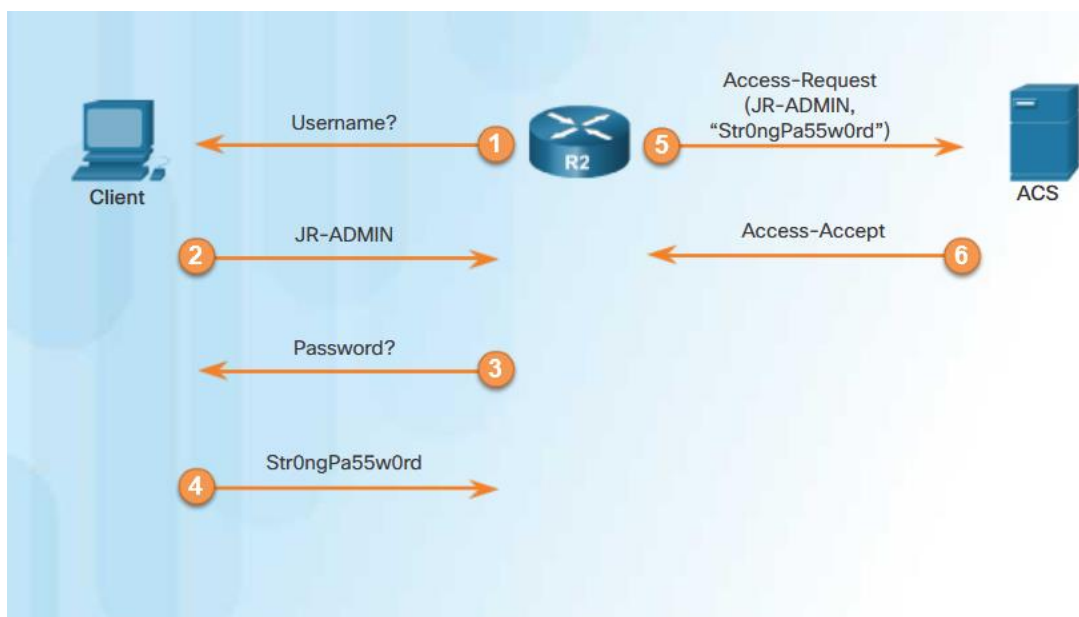 Username?
1
R2
5
Access-Request
(JR-ADMIN,
“Str0ngPa55w0rd”)
Client
ACS
2
JR-ADMIN
Access-Accept
6
Password?
3
Str0ngPa55w0rd
4